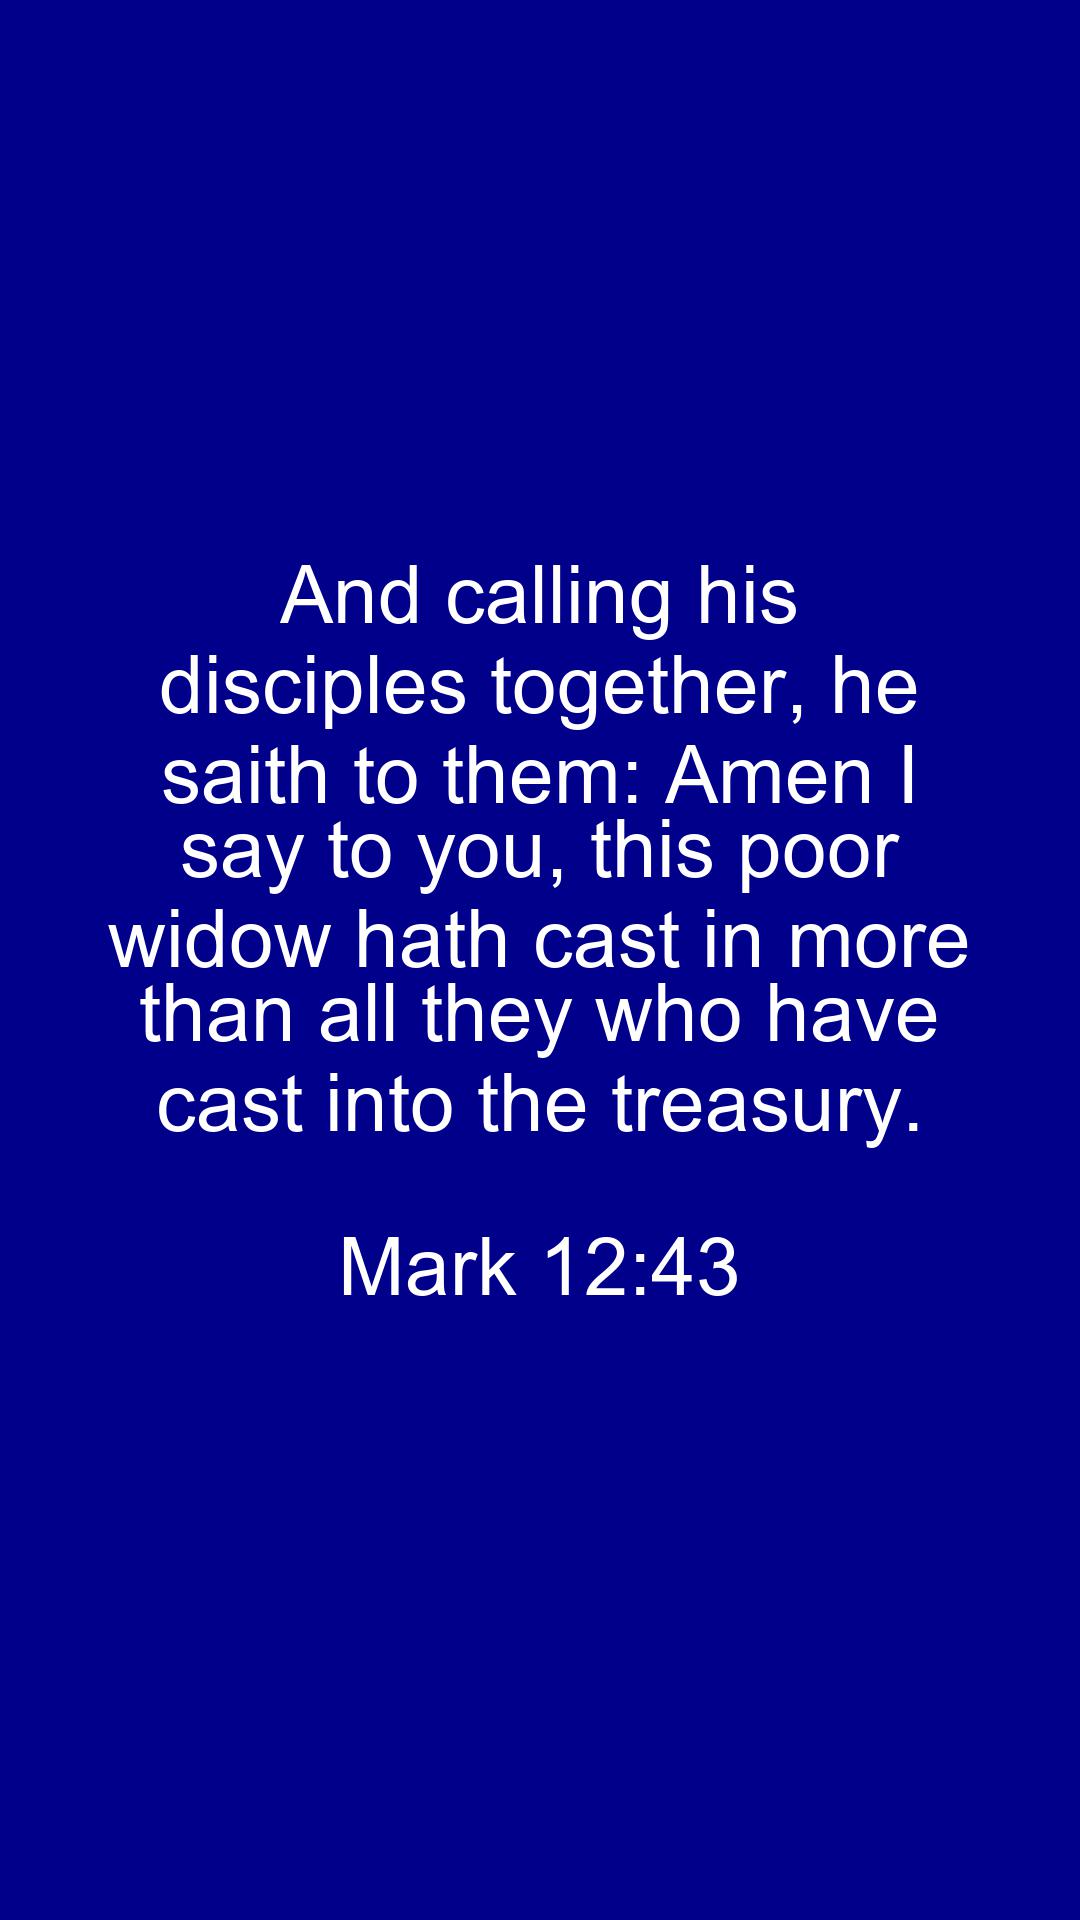 And calling his
disciples together, he
saith to them: Amen I
say to you, this poor
widow hath cast in more
than all they who have
cast into the treasury.
Mark 12:43